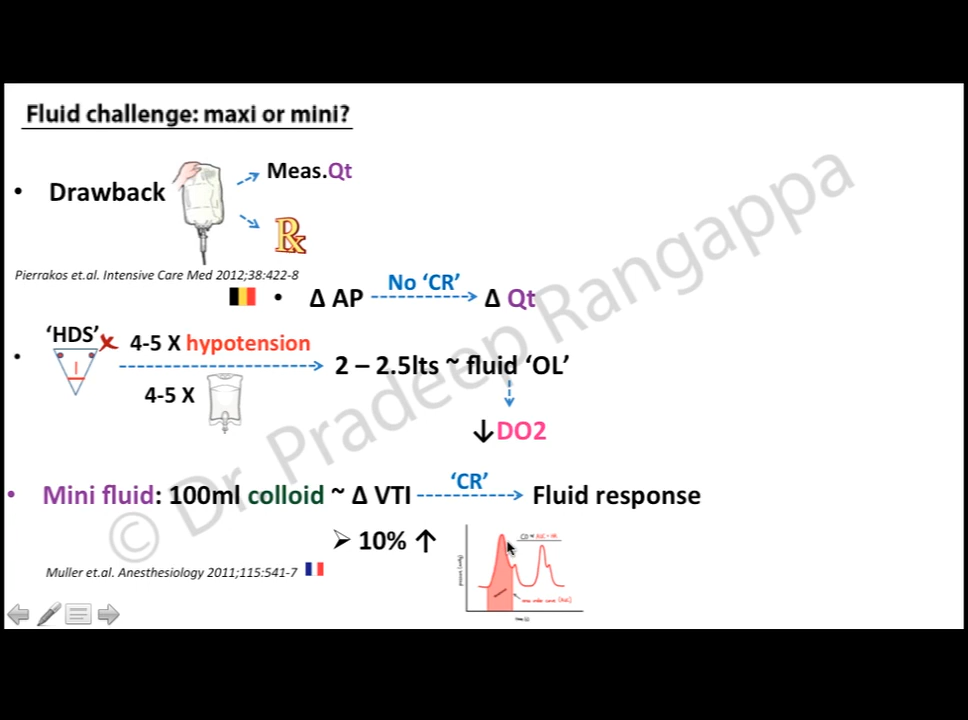 Fluid challenge: maxi or mini?
• Drawback
Meas.Qt
Rx
Pierrakos et.al. Intensive Care Med 2012;38:422-8
• Δ AP No ‘CR’ Δ Qt
‘HDS’
• 4-5 X hypotension
2 – 2.5lts ~ fluid ‘OL’
4-5 X
↓DO2
• Mini fluid: 100ml colloid ~ Δ VTI ‘CR’ Fluid response
➢ 10% ↑
Muller et.al. Anesthesiology 2011;115:541-7
© Dr. Pradeep Rangappa